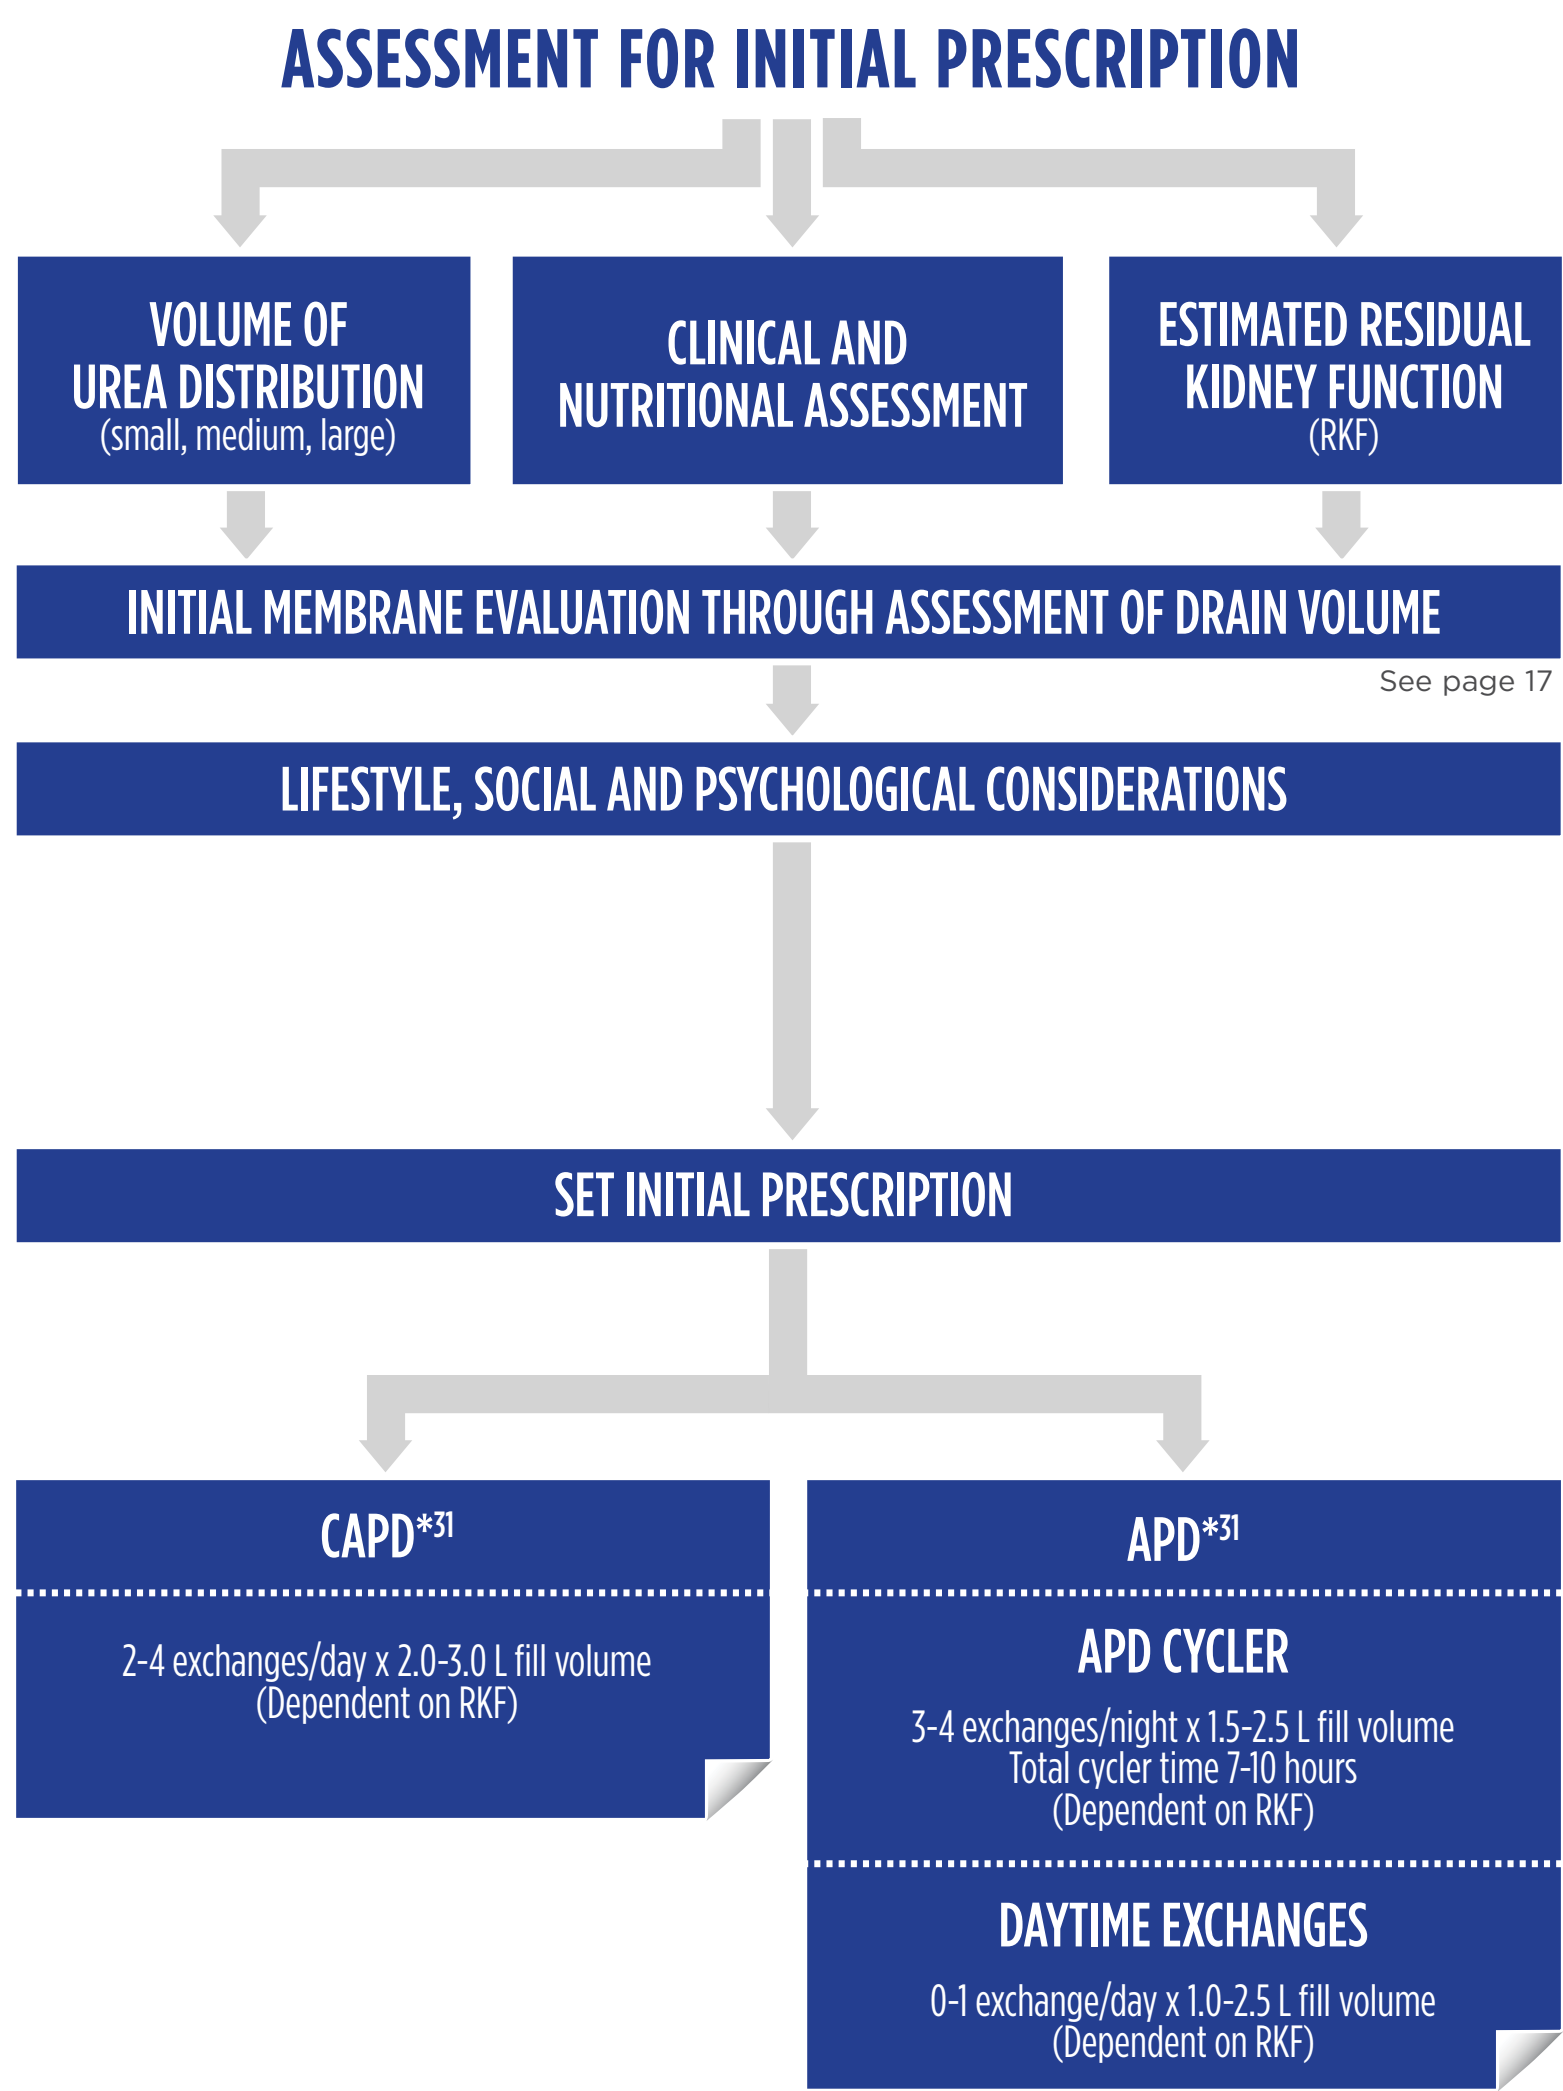 ASSESSMENT FOR INITIAL PRESCRIPTION
VOLUME OF
UREA DISTRIBUTION
(small, medium, large)
CLINICAL AND
NUTRITIONAL ASSESSMENT
ESTIMATED RESIDUAL
KIDNEY FUNCTION
(RKF)
INITIAL MEMBRANE EVALUATION THROUGH ASSESSMENT OF DRAIN VOLUME
See page 17
LIFESTYLE, SOCIAL AND PSYCHOLOGICAL CONSIDERATIONS
SET INITIAL PRESCRIPTION
CAPD*31
2-4 exchanges/day x 2.0-3.0 L fill volume
(Dependent on RKF)
APD*31
APD CYCLER
3-4 exchanges/night x 1.5-2.5 L fill volume
Total cycler time 7-10 hours
(Dependent on RKF)
DAYTIME EXCHANGES
0-1 exchange/day x 1.0-2.5 L fill volume
(Dependent on RKF)